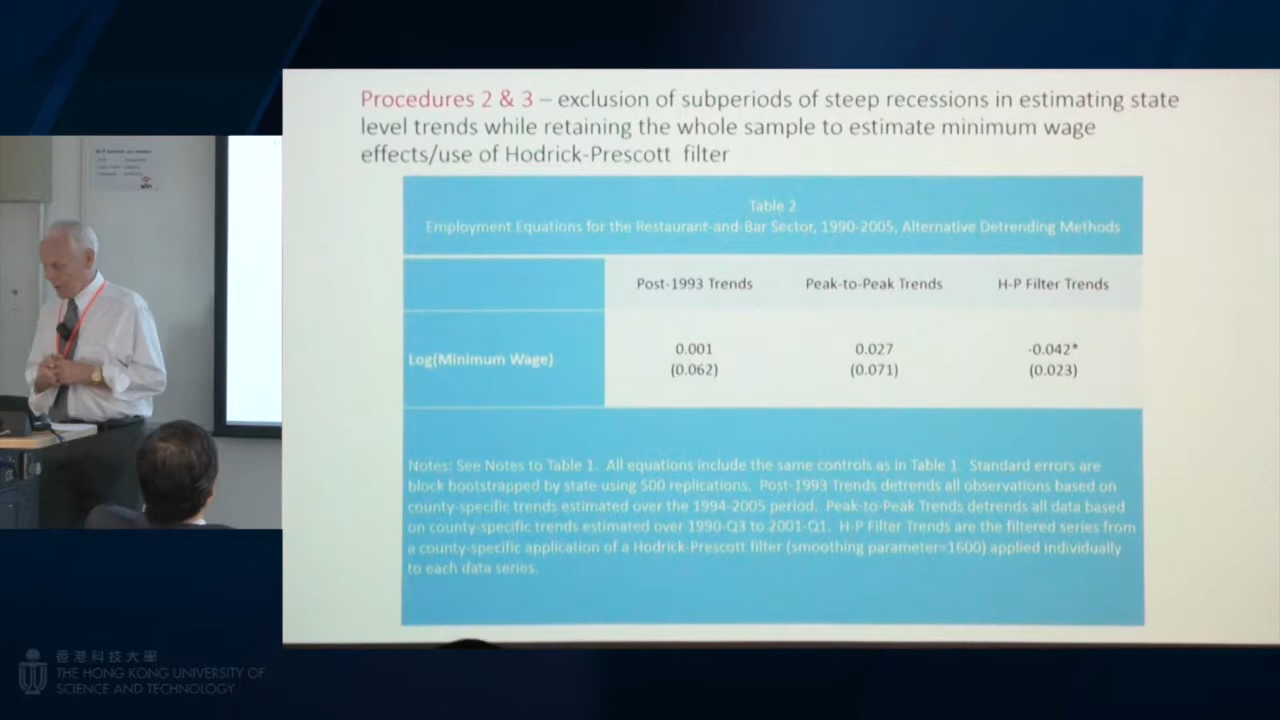 Procedures 2 & 3 – exclusion of subperiods of steep recessions in estimating state
level trends while retaining the whole sample to estimate minimum wage
effects/use of Hodrick-Prescott filter
Table 2
Employment Equations for the Restaurant-and-Bar Sector, 1990-2005, Alternative Detrending Methods
Post-1993 Trends Peak-to-Peak Trends H-P Filter Trends
Log(Minimum Wage) 0.001 0.027 -0.042*
(0.062) (0.071) (0.023)
Notes: See Notes to Table 1. All equations include the same controls as in Table 1. Standard errors are
block bootstrapped by state using 500 replications. Post-1993 Trends detrends all observations based on
county-specific trends estimated over the 1994-2005 period. Peak-to-Peak Trends detrends all data based
on county-specific trends estimated over 1990-Q3 to 2001-Q1. H-P Filter Trends are the filtered series from
a county-specific application of a Hodrick-Prescott filter (smoothing parameter=1600) applied individually
to each data series.
香港科技大學
THE HONG KONG UNIVERSITY OF
SCIENCE AND TECHNOLOGY